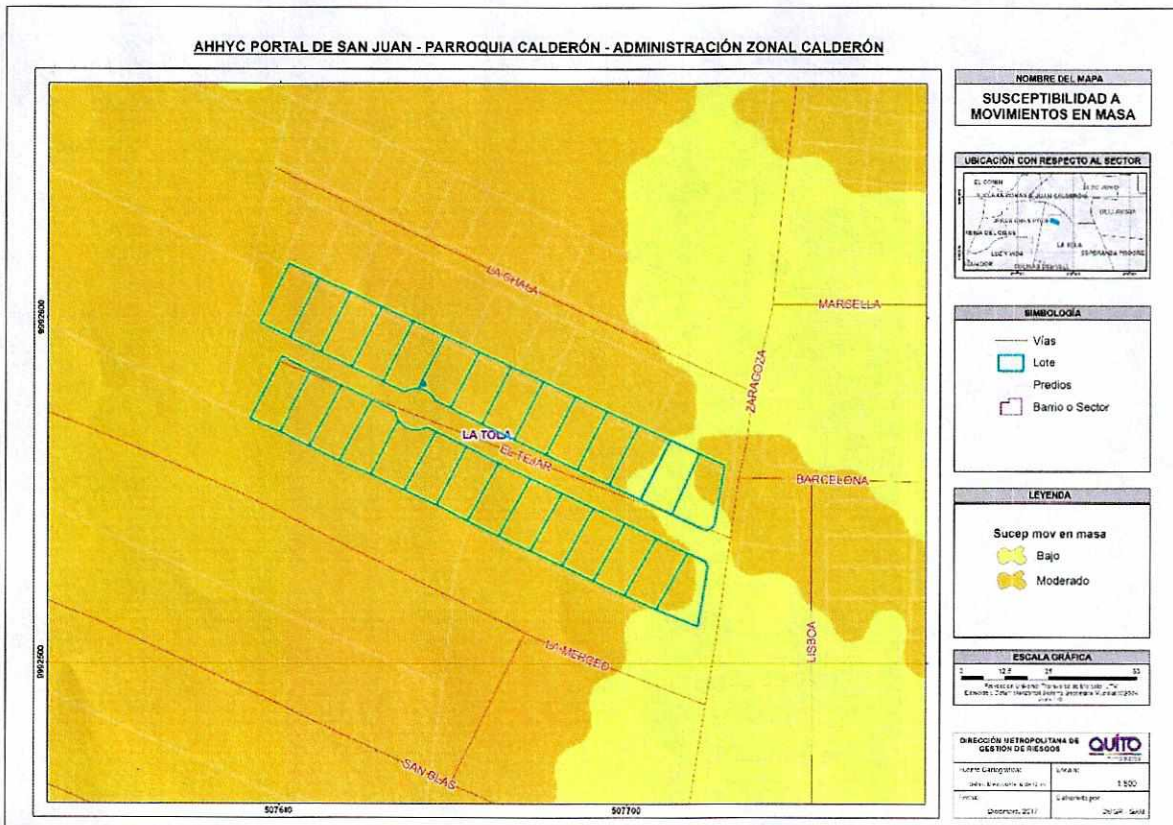 AHHYC PORTAL DE SAN JUAN - PARROQUIA CALDERÓN - ADMINISTRACIÓN ZONAL CALDERÓN
NOMBRE DEL MAPA
SUSCEPTIBILIDAD A
MOVIMIENTOS EN MASA
UBICACIÓN CON RESPECTO AL SECTOR
LA TOLA
SIMBOLOGÍA
Vías
Lote
Predios
Barrio o Sector
LEYENDA
Sucep mov en masa
Bajo
Moderado
ESCALA GRÁFICA
0 12,5 25 50
DIRECCIÓN METROPOLITANA DE
GESTIÓN DE RIESGOS
QUITO
1:500
Diciembre, 2017
LA CHALA
MARSELLA
ZARAGOZA
LA TOLA
EL TEJAR
BARCELONA
LISBOA
LA MERCED
SAN BLAS
9992600
9992500
507640
507700